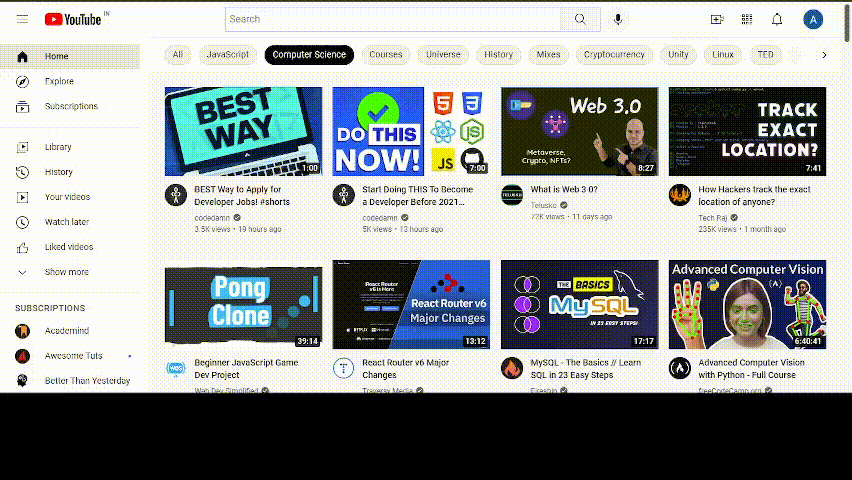 YouTube IN
Search
A
Home
Explore
Subscriptions
Library
History
Your videos
Watch later
Liked videos
Show more
SUBSCRIPTIONS
Academind
Awesome Tuts
Better Than Yesterday
All JavaScript Computer Science Courses Universe History Mixes Cryptocurrency Unity Linux TED
BEST
WAY
1:00
BEST Way to Apply for
Developer Jobs! #shorts
codedamn
3.5K views • 19 hours ago
DO THIS
NOW!
JS
7:00
Start Doing THIS To Become
a Developer Before 2021...
codedamn
5K views • 13 hours ago
Web 3.0
Metaverse,
Crypto, NFTs?
8:27
TELUSKO
What is Web 3 0?
Telusko
72K views • 11 days ago
TRACK
EXACT
LOCATION?
7:41
How Hackers track the exact
location of anyone?
Tech Raj
235K views • 1 month ago
Pong
Clone
39:14
WDS
Beginner JavaScript Game
Dev Project
Web Dev Simplified
React Router
v6 is Here
React Router v6
Major Changes
NETFLIX
13:12
React Router v6 Major
Changes
Traversy Media
THE BASICS
MySQL
IN 23 EASY STEPS!
17:17
MySQL - The Basics // Learn
SQL in 23 Easy Steps
Fireship
Advanced Computer Vision
6:40:41
Advanced Computer Vision
with Python - Full Course
freeCodeCamp.org